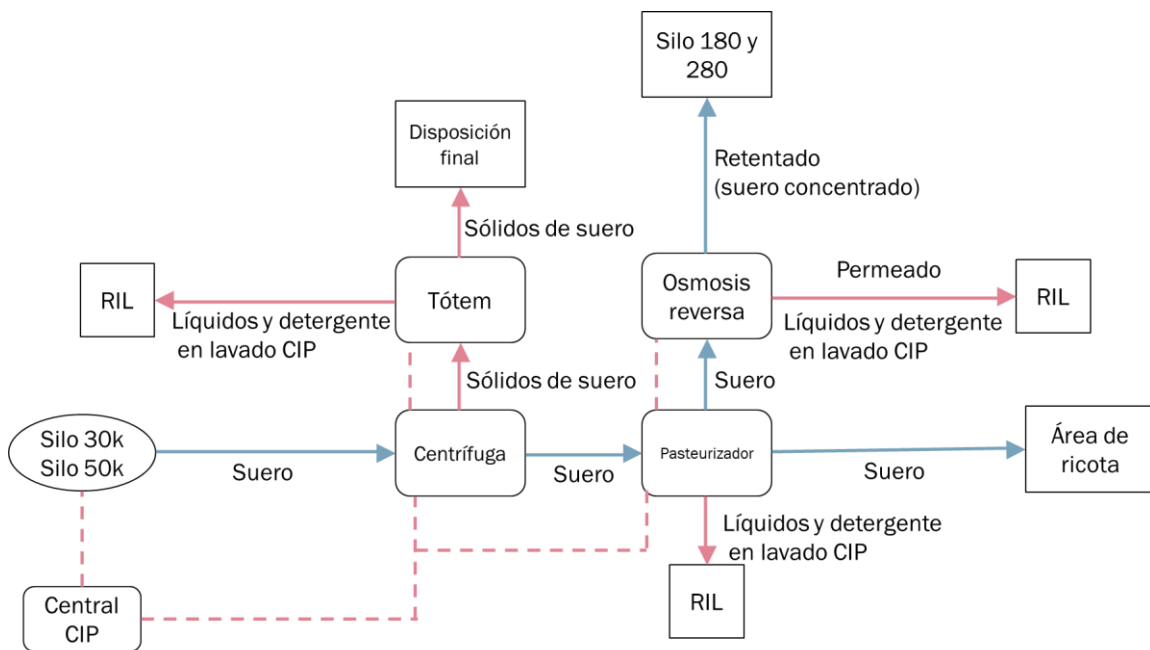 Silo 180 y
280
Disposición
final
Retentado
(suero concentrado)
Sólidos de suero
RIL
Tótem
Osmosis
reversa
Permeado
RIL
Líquidos y detergente
en lavado CIP
Líquidos y detergente
en lavado CIP
Sólidos de suero
Suero
Silo 30k
Silo 50k
Suero
Centrífuga
Suero
Pasteurizador
Suero
Área de
ricota
Líquidos y detergente
en lavado CIP
Central
CIP
RIL